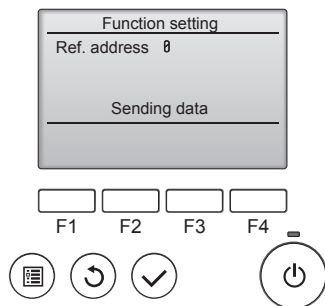 Function setting
Ref. address 0
Sending data
F1 F2 F3 F4